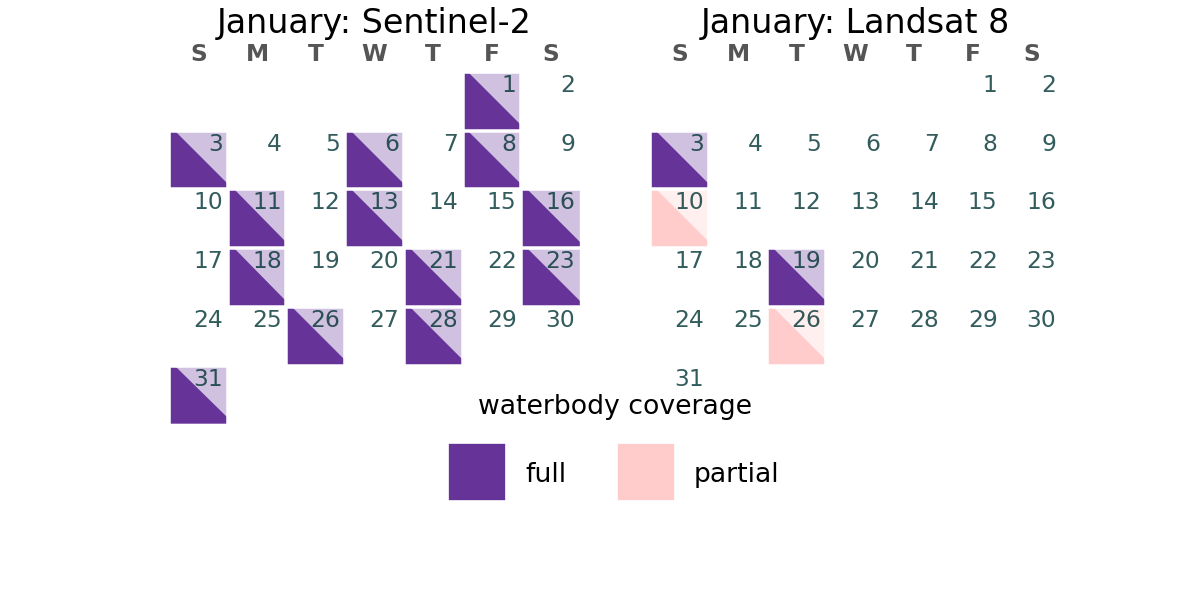 January: Sentinel-2
S M T W T F S
1 2
3 4 5 6 7 8 9
10 11 12 13 14 15 16
17 18 19 20 21 22 23
24 25 26 27 28 29 30
31
January: Landsat 8
S M T W T F S
1 2
3 4 5 6 7 8 9
10 11 12 13 14 15 16
17 18 19 20 21 22 23
24 25 26 27 28 29 30
31
waterbody coverage
full partial